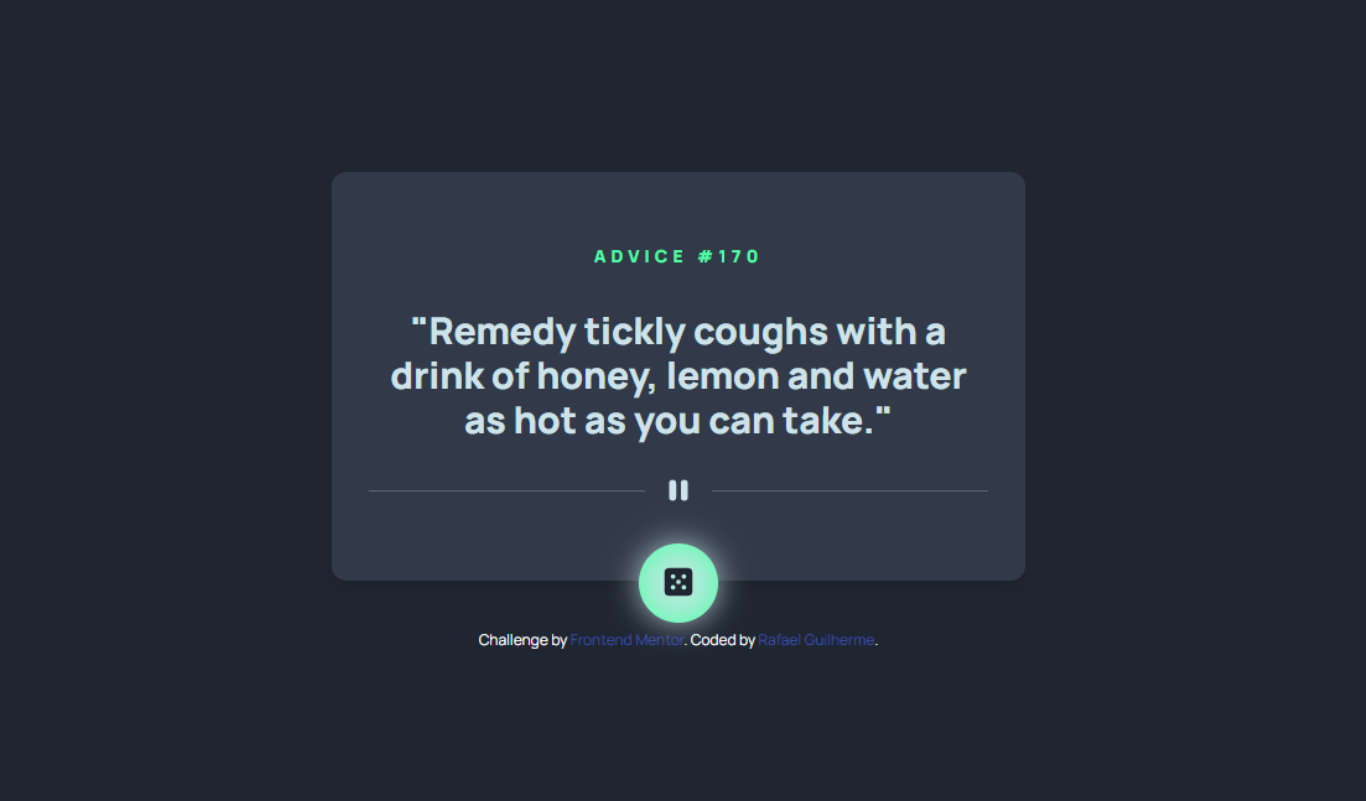 ADVICE #170
"Remedy tickly coughs with a
drink of honey, lemon and water
as hot as you can take."
Challenge by Frontend Mentor. Coded by Rafael Guilherme.